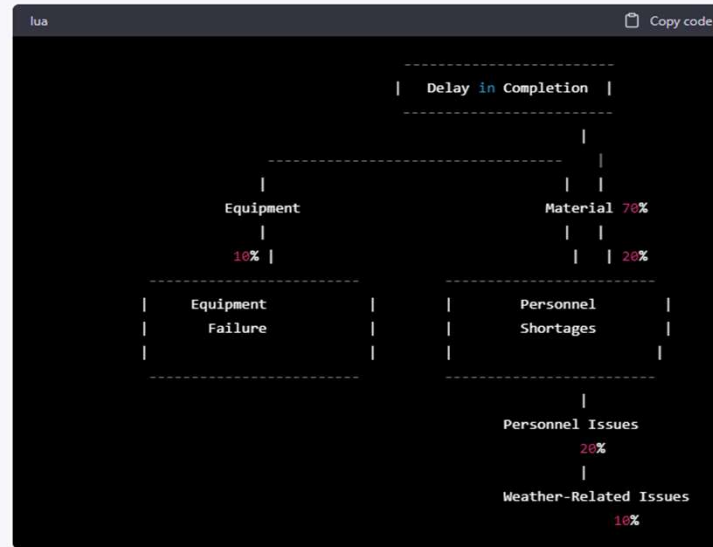 lua Copy code
Delay in Completion
Equipment Material 70%
10% 20%
Equipment Personnel
Failure Shortages
Personnel Issues
20%
Weather-Related Issues
10%